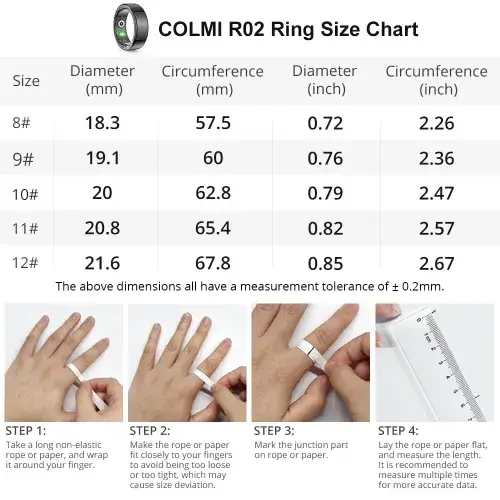 COLMI R02 Ring Size Chart
Size Diameter (mm) Circumference (mm) Diameter (inch) Circumference (inch)
8# 18.3 57.5 0.72 2.26
9# 19.1 60 0.76 2.36
10# 20 62.8 0.79 2.47
11# 20.8 65.4 0.82 2.57
12# 21.6 67.8 0.85 2.67
The above dimensions all have a measurement tolerance of ± 0.2mm.
STEP 1:
Take a long non-elastic
rope or paper, and wrap
it around your finger.
STEP 2:
Make the rope or paper
fit closely to your fingers
to avoid being too loose
or too tight, which may
cause size deviation.
STEP 3:
Mark the junction part
on rope or paper.
STEP 4:
Lay the rope or paper flat,
and measure the length.
It is recommended to
measure multiple times
for more accurate data.